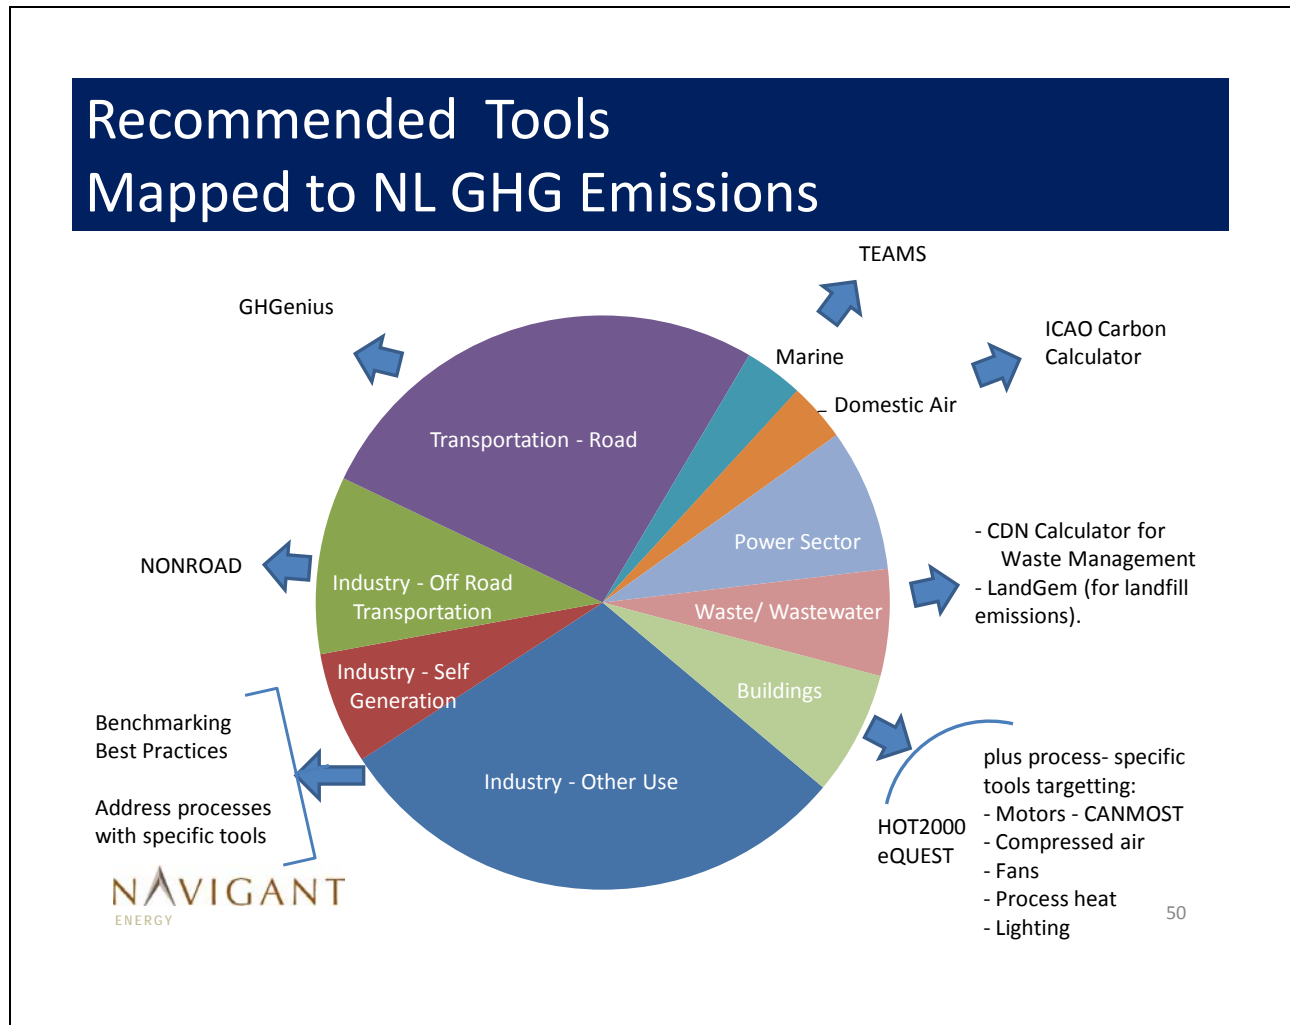 Recommended Tools
Mapped to NL GHG Emissions
TEAMS
GHGenius
ICAO Carbon
Calculator
Marine
Domestic Air
Transportation - Road
Power Sector
- CDN Calculator for
Waste Management
- LandGem (for landfill
emissions).
NONROAD
Industry - Off Road
Transportation
Waste/ Wastewater
Industry - Self
Generation
Buildings
Benchmarking
Best Practices
Address processes
with specific tools
Industry - Other Use
HOT2000
eQUEST
plus process- specific
tools targetting:
- Motors - CANMOST
- Compressed air
- Fans
- Process heat
- Lighting
NAVIGANT
ENERGY
50